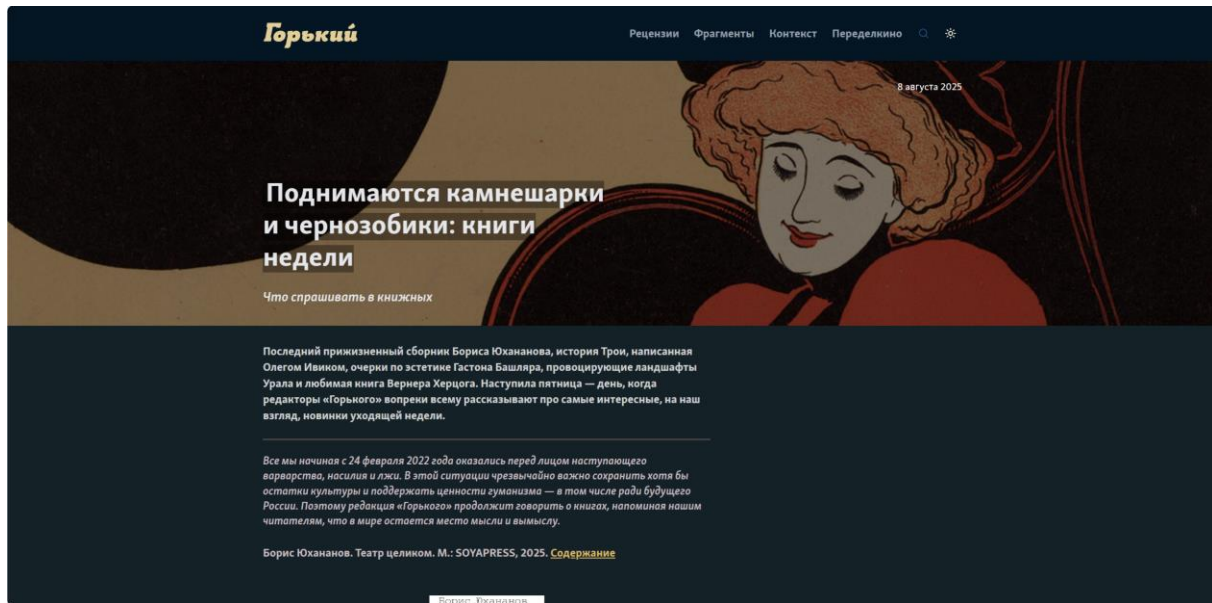 Горький
Рецензии Фрагменты Контекст Переделкино
8 августа 2025
Поднимаются камнешарки
и чернозобики: книги
недели
Что спрашивать в книжных
Последний прижизненный сборник Бориса Юхананова, история Трои, написанная
Олегом Ивиком, очерки по эстетике Гастона Башляра, провоцирующие ландшафты
Урала и любимая книга Вернера Херцога. Наступила пятница — день, когда
редакторы «Горького» вопреки всему рассказывают про самые интересные, на наш
взгляд, новинки уходящей недели.
Все мы начиная с 24 февраля 2022 года оказались перед лицом наступающего
варварства, насилия и лжи. В этой ситуации чрезвычайно важно сохранить хотя бы
остатки культуры и поддержать ценности гуманизма — в том числе ради будущего
России. Поэтому редакция «Горького» продолжит говорить о книгах, напоминая нашим
читателям, что в мире остается место мысли и вымыслу.
Борис Юхананов. Театр целиком. М.: SOYAPRESS, 2025. Содержание
Борис Юхананов